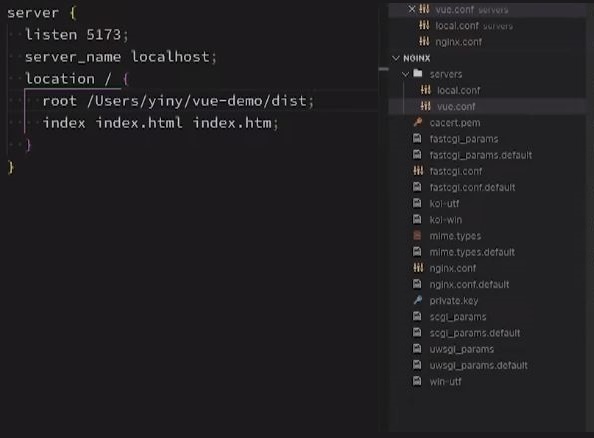 server {
listen 5173;
server_name localhost;
location / {
root /Users/yiny/vue-demo/dist;
index index.html index.htm;
}
}
vue.conf servers
local.conf servers
nginx.conf
NGINX
servers
local.conf
vue.conf
cacert.pem
fastcgi_params
fastcgi_params.default
fastcgi.conf
fastcgi.conf.default
koi-utf
koi-win
mime.types
mime.types.default
nginx.conf
nginx.conf.default
private.key
scgi_params
scgi_params.default
uwsgi_params
uwsgi_params.default
win-utf